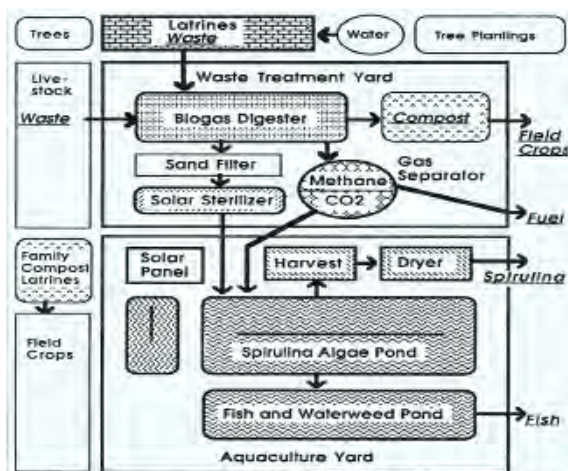 Trees
Latrines
Waste
Water
Tree Plantings
Live-
stock
Waste
Waste Treatment Yard
Biogas Digester
Compost
Field
Crops
Sand Filter
Solar Sterilizer
Methane
CO2
Gas
Separator
Fuel
Family
Compost
Latrines
Solar
Panel
Harvest
Dryer
Spirulina
Field
Crops
Spirulina Algae Pond
Fish and Waterweed Pond
Fish
Aquaculture Yard